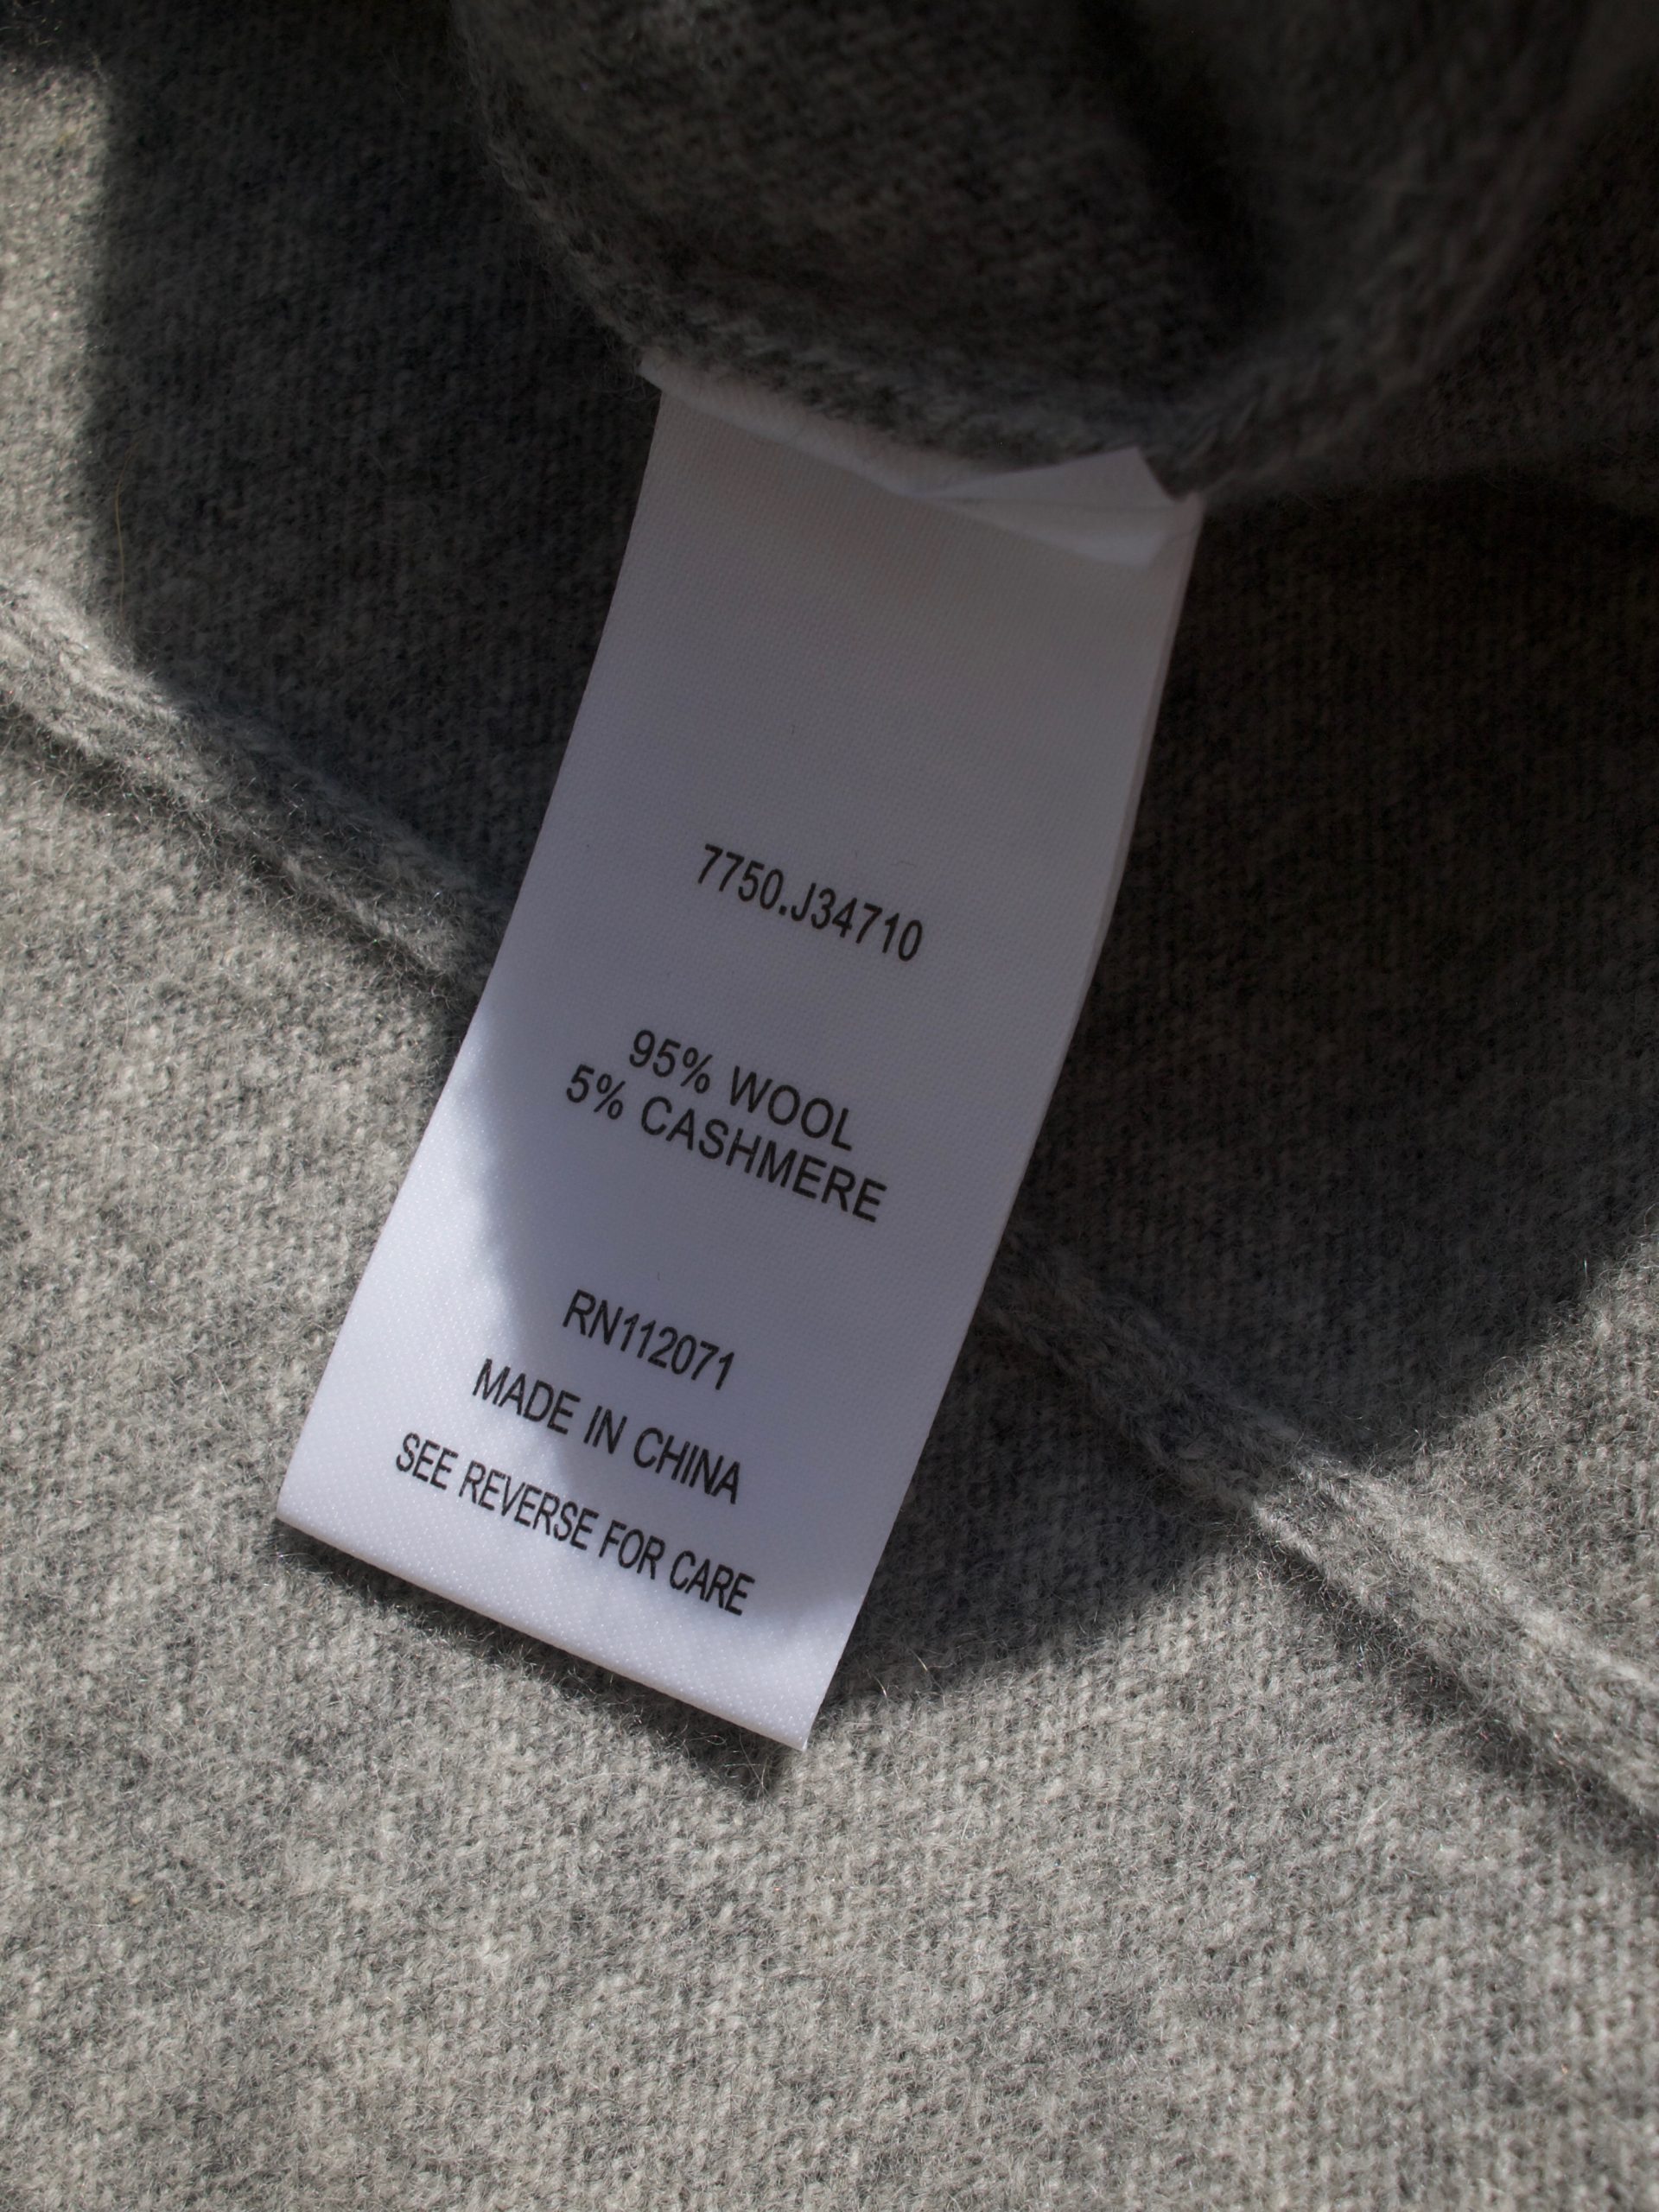 7750.J34710
95% WOOL
5% CASHMERE
RN112071
MADE IN CHINA
SEE REVERSE FOR CARE